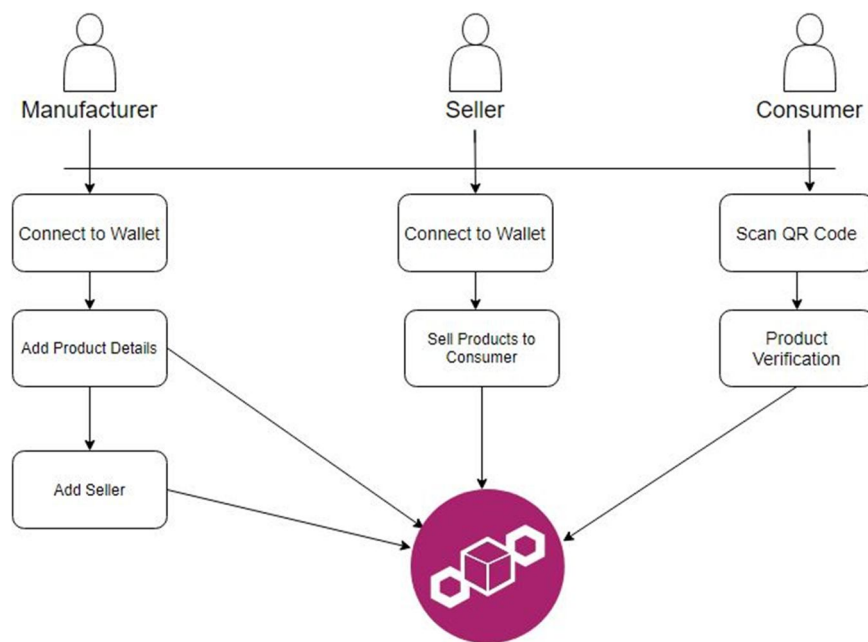 Manufacturer
Seller
Consumer
Connect to Wallet
Connect to Wallet
Scan QR Code
Add Product Details
Sell Products to
Consumer
Product
Verification
Add Seller